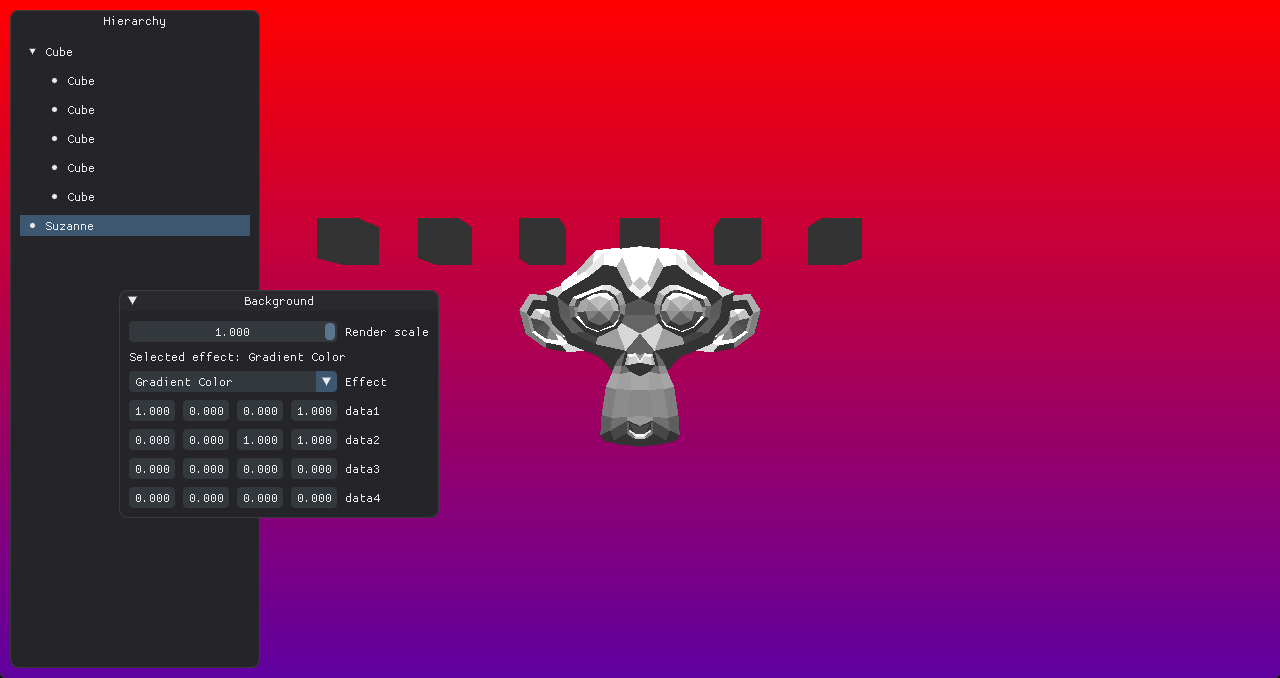 Hierarchy
Cube
Cube
Cube
Cube
Cube
Cube
Suzanne
Background
1.000 Render scale
Selected effect: Gradient Color
Gradient Color Effect
1.000 0.000 0.000 1.000 data1
0.000 0.000 1.000 1.000 data2
0.000 0.000 0.000 0.000 data3
0.000 0.000 0.000 0.000 data4